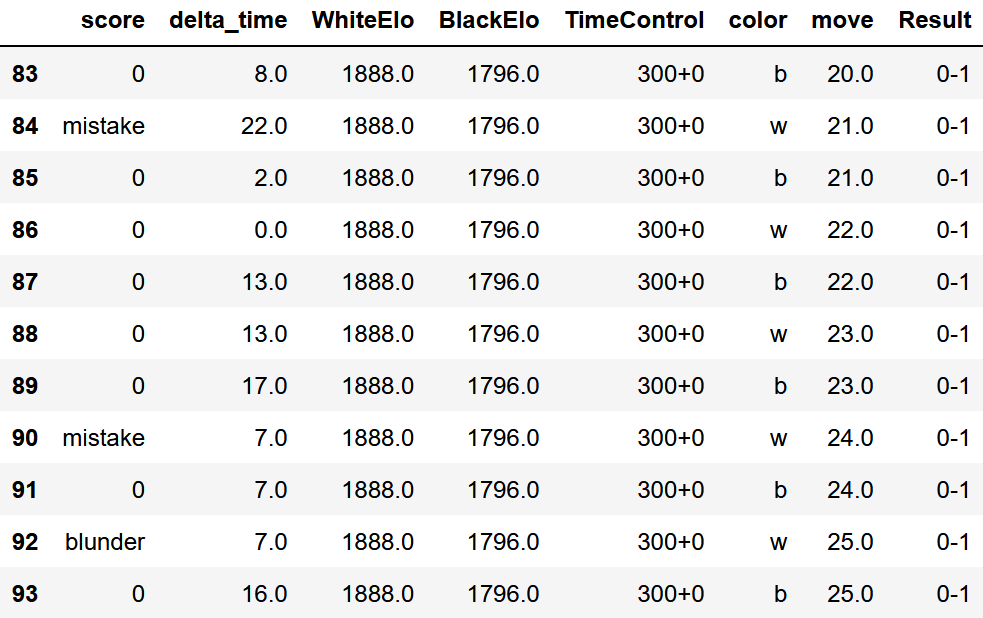 score delta_time WhiteElo BlackElo TimeControl color move Result
83 0 8.0 1888.0 1796.0 300+0 b 20.0 0-1
84 mistake 22.0 1888.0 1796.0 300+0 w 21.0 0-1
85 0 2.0 1888.0 1796.0 300+0 b 21.0 0-1
86 0 0.0 1888.0 1796.0 300+0 w 22.0 0-1
87 0 13.0 1888.0 1796.0 300+0 b 22.0 0-1
88 0 13.0 1888.0 1796.0 300+0 w 23.0 0-1
89 0 17.0 1888.0 1796.0 300+0 b 23.0 0-1
90 mistake 7.0 1888.0 1796.0 300+0 w 24.0 0-1
91 0 7.0 1888.0 1796.0 300+0 b 24.0 0-1
92 blunder 7.0 1888.0 1796.0 300+0 w 25.0 0-1
93 0 16.0 1888.0 1796.0 300+0 b 25.0 0-1